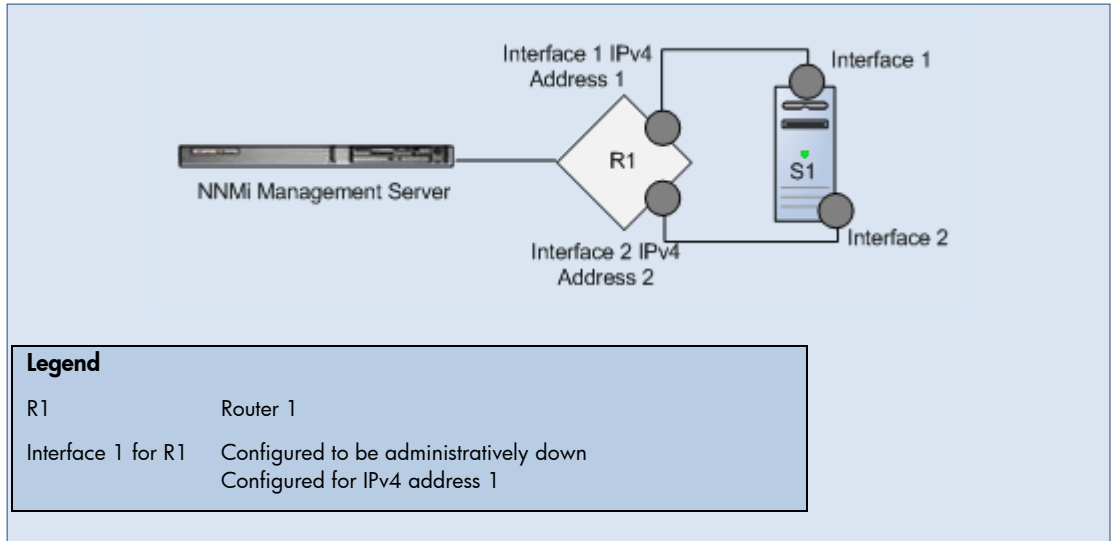 Interface 1 IPv4
Address 1
Interface 1
R1
S1
NNMi Management Server
Interface 2 IPv4
Address 2
Interface 2
Legend
R1 Router 1
Interface 1 for R1 Configured to be administratively down
Configured for IPv4 address 1